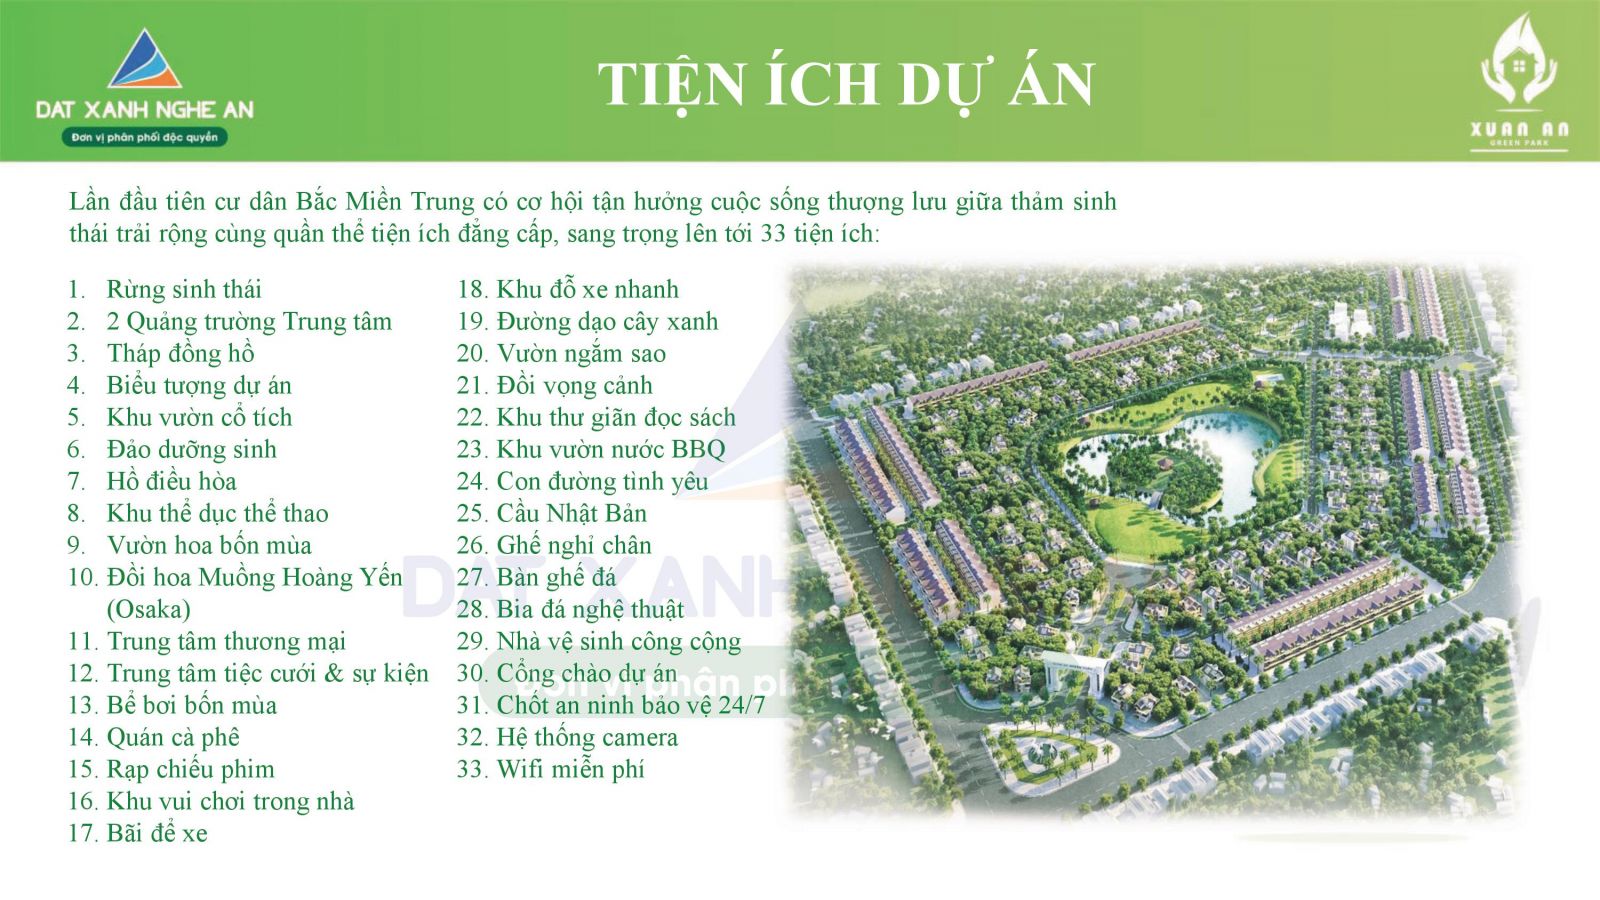 DAT XANH NGHE AN
Đơn vị phân phối độc quyền
TIỆN ÍCH DỰ ÁN
XUAN AN
GREEN PARK
Lần đầu tiên cư dân Bắc Miền Trung có cơ hội tận hưởng cuộc sống thượng lưu giữa thảm sinh
thái trải rộng cùng quần thể tiện ích đẳng cấp, sang trọng lên tới 33 tiện ích:
1. Rừng sinh thái
2. 2 Quảng trường Trung tâm
3. Tháp đồng hồ
4. Biểu tượng dự án
5. Khu vườn cổ tích
6. Đảo dưỡng sinh
7. Hồ điều hòa
8. Khu thể dục thể thao
9. Vườn hoa bốn mùa
10. Đồi hoa Muồng Hoàng Yến
(Osaka)
11. Trung tâm thương mại
12. Trung tâm tiệc cưới & sự kiện
13. Bể bơi bốn mùa
14. Quán cà phê
15. Rạp chiếu phim
16. Khu vui chơi trong nhà
17. Bãi để xe
18. Khu đỗ xe nhanh
19. Đường dạo cây xanh
20. Vườn ngắm sao
21. Đồi vọng cảnh
22. Khu thư giãn đọc sách
23. Khu vườn nước BBQ
24. Con đường tình yêu
25. Cầu Nhật Bản
26. Ghế nghỉ chân
27. Bàn ghế đá
28. Bia đá nghệ thuật
29. Nhà vệ sinh công cộng
30. Cổng chào dự án
31. Chốt an ninh bảo vệ 24/7
32. Hệ thống camera
33. Wifi miễn phí
DAT XANH
Đơn vị phân ph